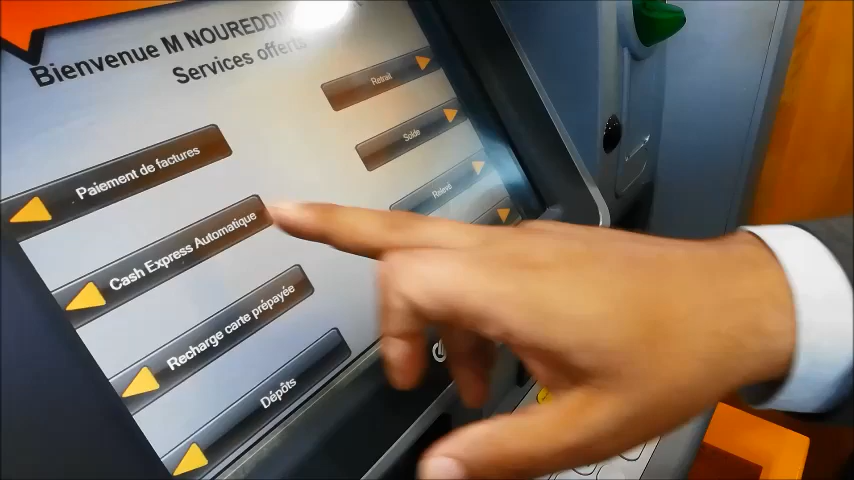 Bienvenue M NOUREDDI
Services offerts
Retrait
Solde
Relevé
Paiement de factures
Cash Express Automatique
Recharge carte prépayée
Dépôts